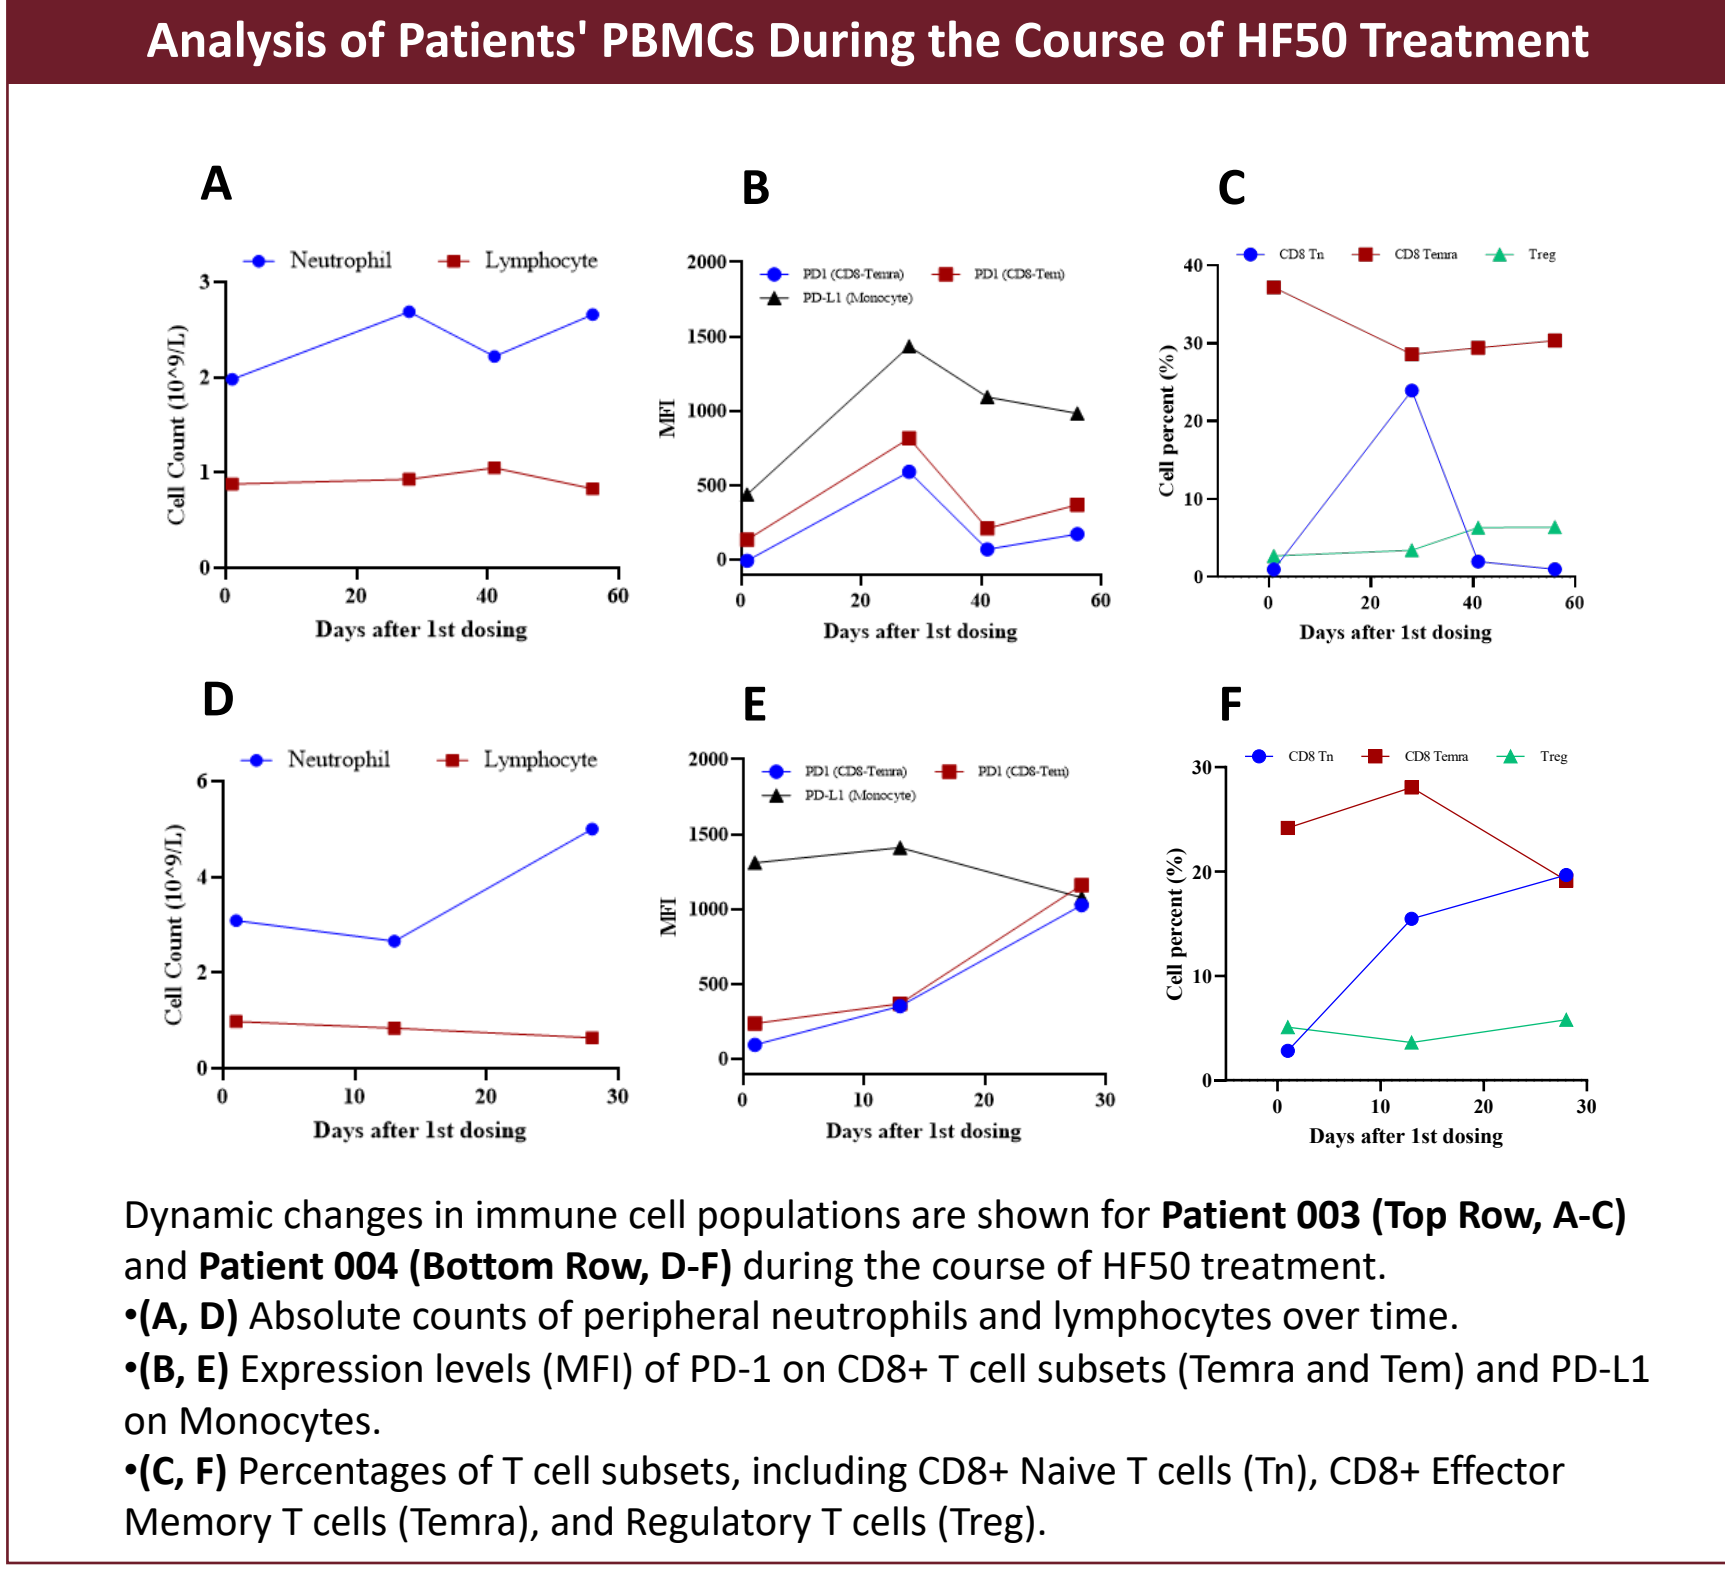 Analysis of Patients' PBMCs During the Course of HF50 Treatment
A
B
C
Neutrophil
Lymphocyte
3
2
1
0
Cell Count (10^9/L)
0
20
40
60
Days after 1st dosing
PD1 (CD8-Temra)
PD1 (CD8-Tem)
PD-L1 (Monocyte)
2000
1500
1000
500
0
MFI
0
20
40
60
Days after 1st dosing
CD8 Tn
CD8 Temra
Treg
40
30
20
10
0
Cell percent (%)
0
20
40
60
Days after 1st dosing
D
E
F
Neutrophil
Lymphocyte
6
4
2
0
Cell Count (10^9/L)
0
10
20
30
Days after 1st dosing
PD1 (CD8-Temra)
PD1 (CD8-Tem)
PD-L1 (Monocyte)
2000
1500
1000
500
0
MFI
0
10
20
30
Days after 1st dosing
CD8 Tn
CD8 Temra
Treg
30
20
10
0
Cell percent (%)
0
10
20
30
Days after 1st dosing
Dynamic changes in immune cell populations are shown for Patient 003 (Top Row, A-C)
and Patient 004 (Bottom Row, D-F) during the course of HF50 treatment.
•(A, D) Absolute counts of peripheral neutrophils and lymphocytes over time.
•(B, E) Expression levels (MFI) of PD-1 on CD8+ T cell subsets (Temra and Tem) and PD-L1
on Monocytes.
•(C, F) Percentages of T cell subsets, including CD8+ Naive T cells (Tn), CD8+ Effector
Memory T cells (Temra), and Regulatory T cells (Treg).